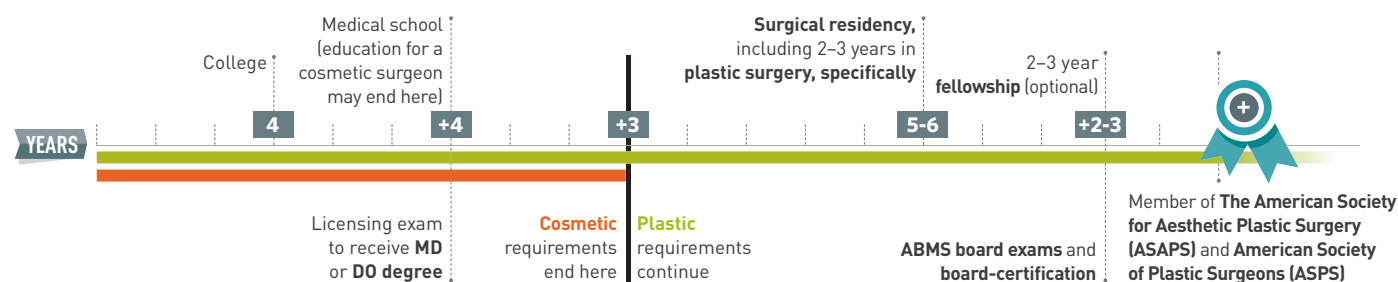 College
Medical school
(education for a
cosmetic surgeon
may end here)
Surgical residency,
including 2–3 years in
plastic surgery, specifically
2–3 year
fellowship (optional)
YEARS
4
+4
+3
5-6
+2-3
+
Licensing exam
to receive MD
or DO degree
Cosmetic
requirements
end here
Plastic
requirements
continue
ABMS board exams and
board-certification
Member of The American Society
for Aesthetic Plastic Surgery
(ASAPS) and American Society
of Plastic Surgeons (ASPS)